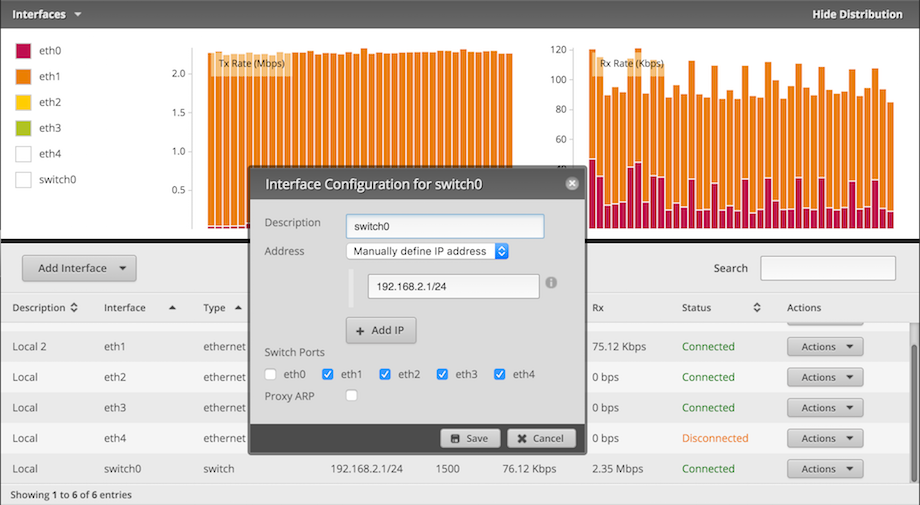 Interfaces Hide Distribution
eth0
eth1
eth2
eth3
eth4
switch0
Tx Rate (Mbps)
2.0
1.5
1.0
0.5
Rx Rate (Kbps)
120
100
80
60
Interface Configuration for switch0
Description switch0
Address Manually define IP address
192.168.2.1/24
+ Add IP
Switch Ports
eth0 eth1 eth2 eth3 eth4
Proxy ARP
Save Cancel
Add Interface Search
Description Interface Type Rx Status Actions
Local 2 eth1 ethernet 75.12 Kbps Connected Actions
Local eth2 ethernet 0 bps Connected Actions
Local eth3 ethernet 0 bps Connected Actions
Local eth4 ethernet 0 bps Disconnected Actions
Local switch0 switch 192.168.2.1/24 1500 76.12 Kbps 2.35 Mbps Connected Actions
Showing 1 to 6 of 6 entries